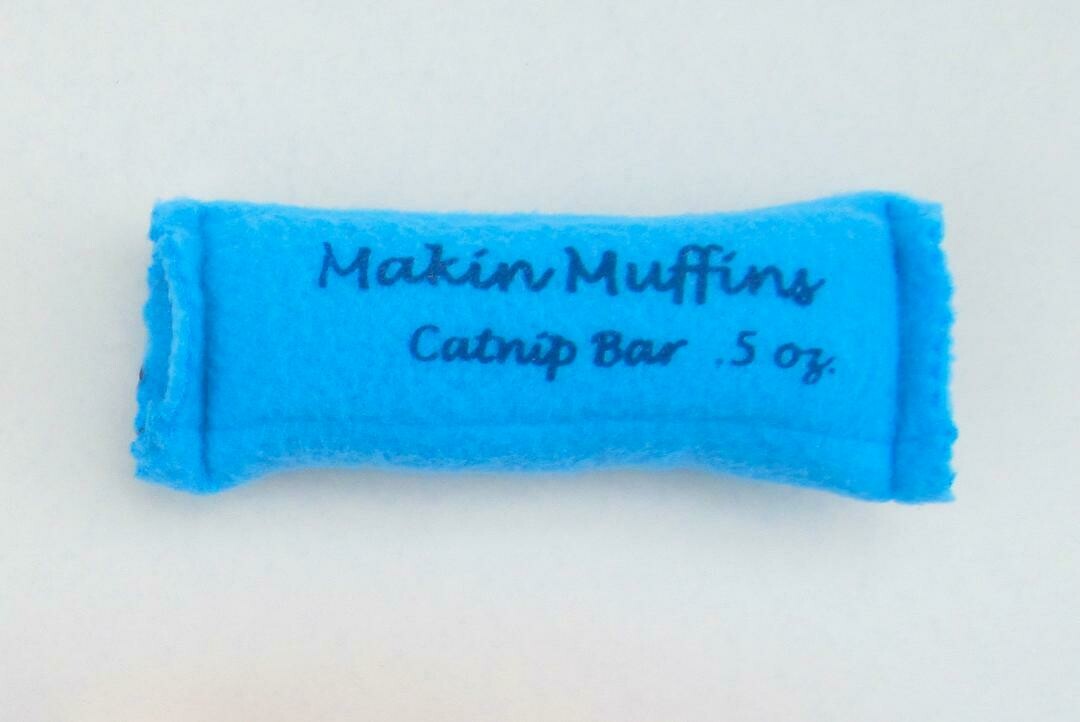 Makin Muffins
Catnip Bar .5 oz.